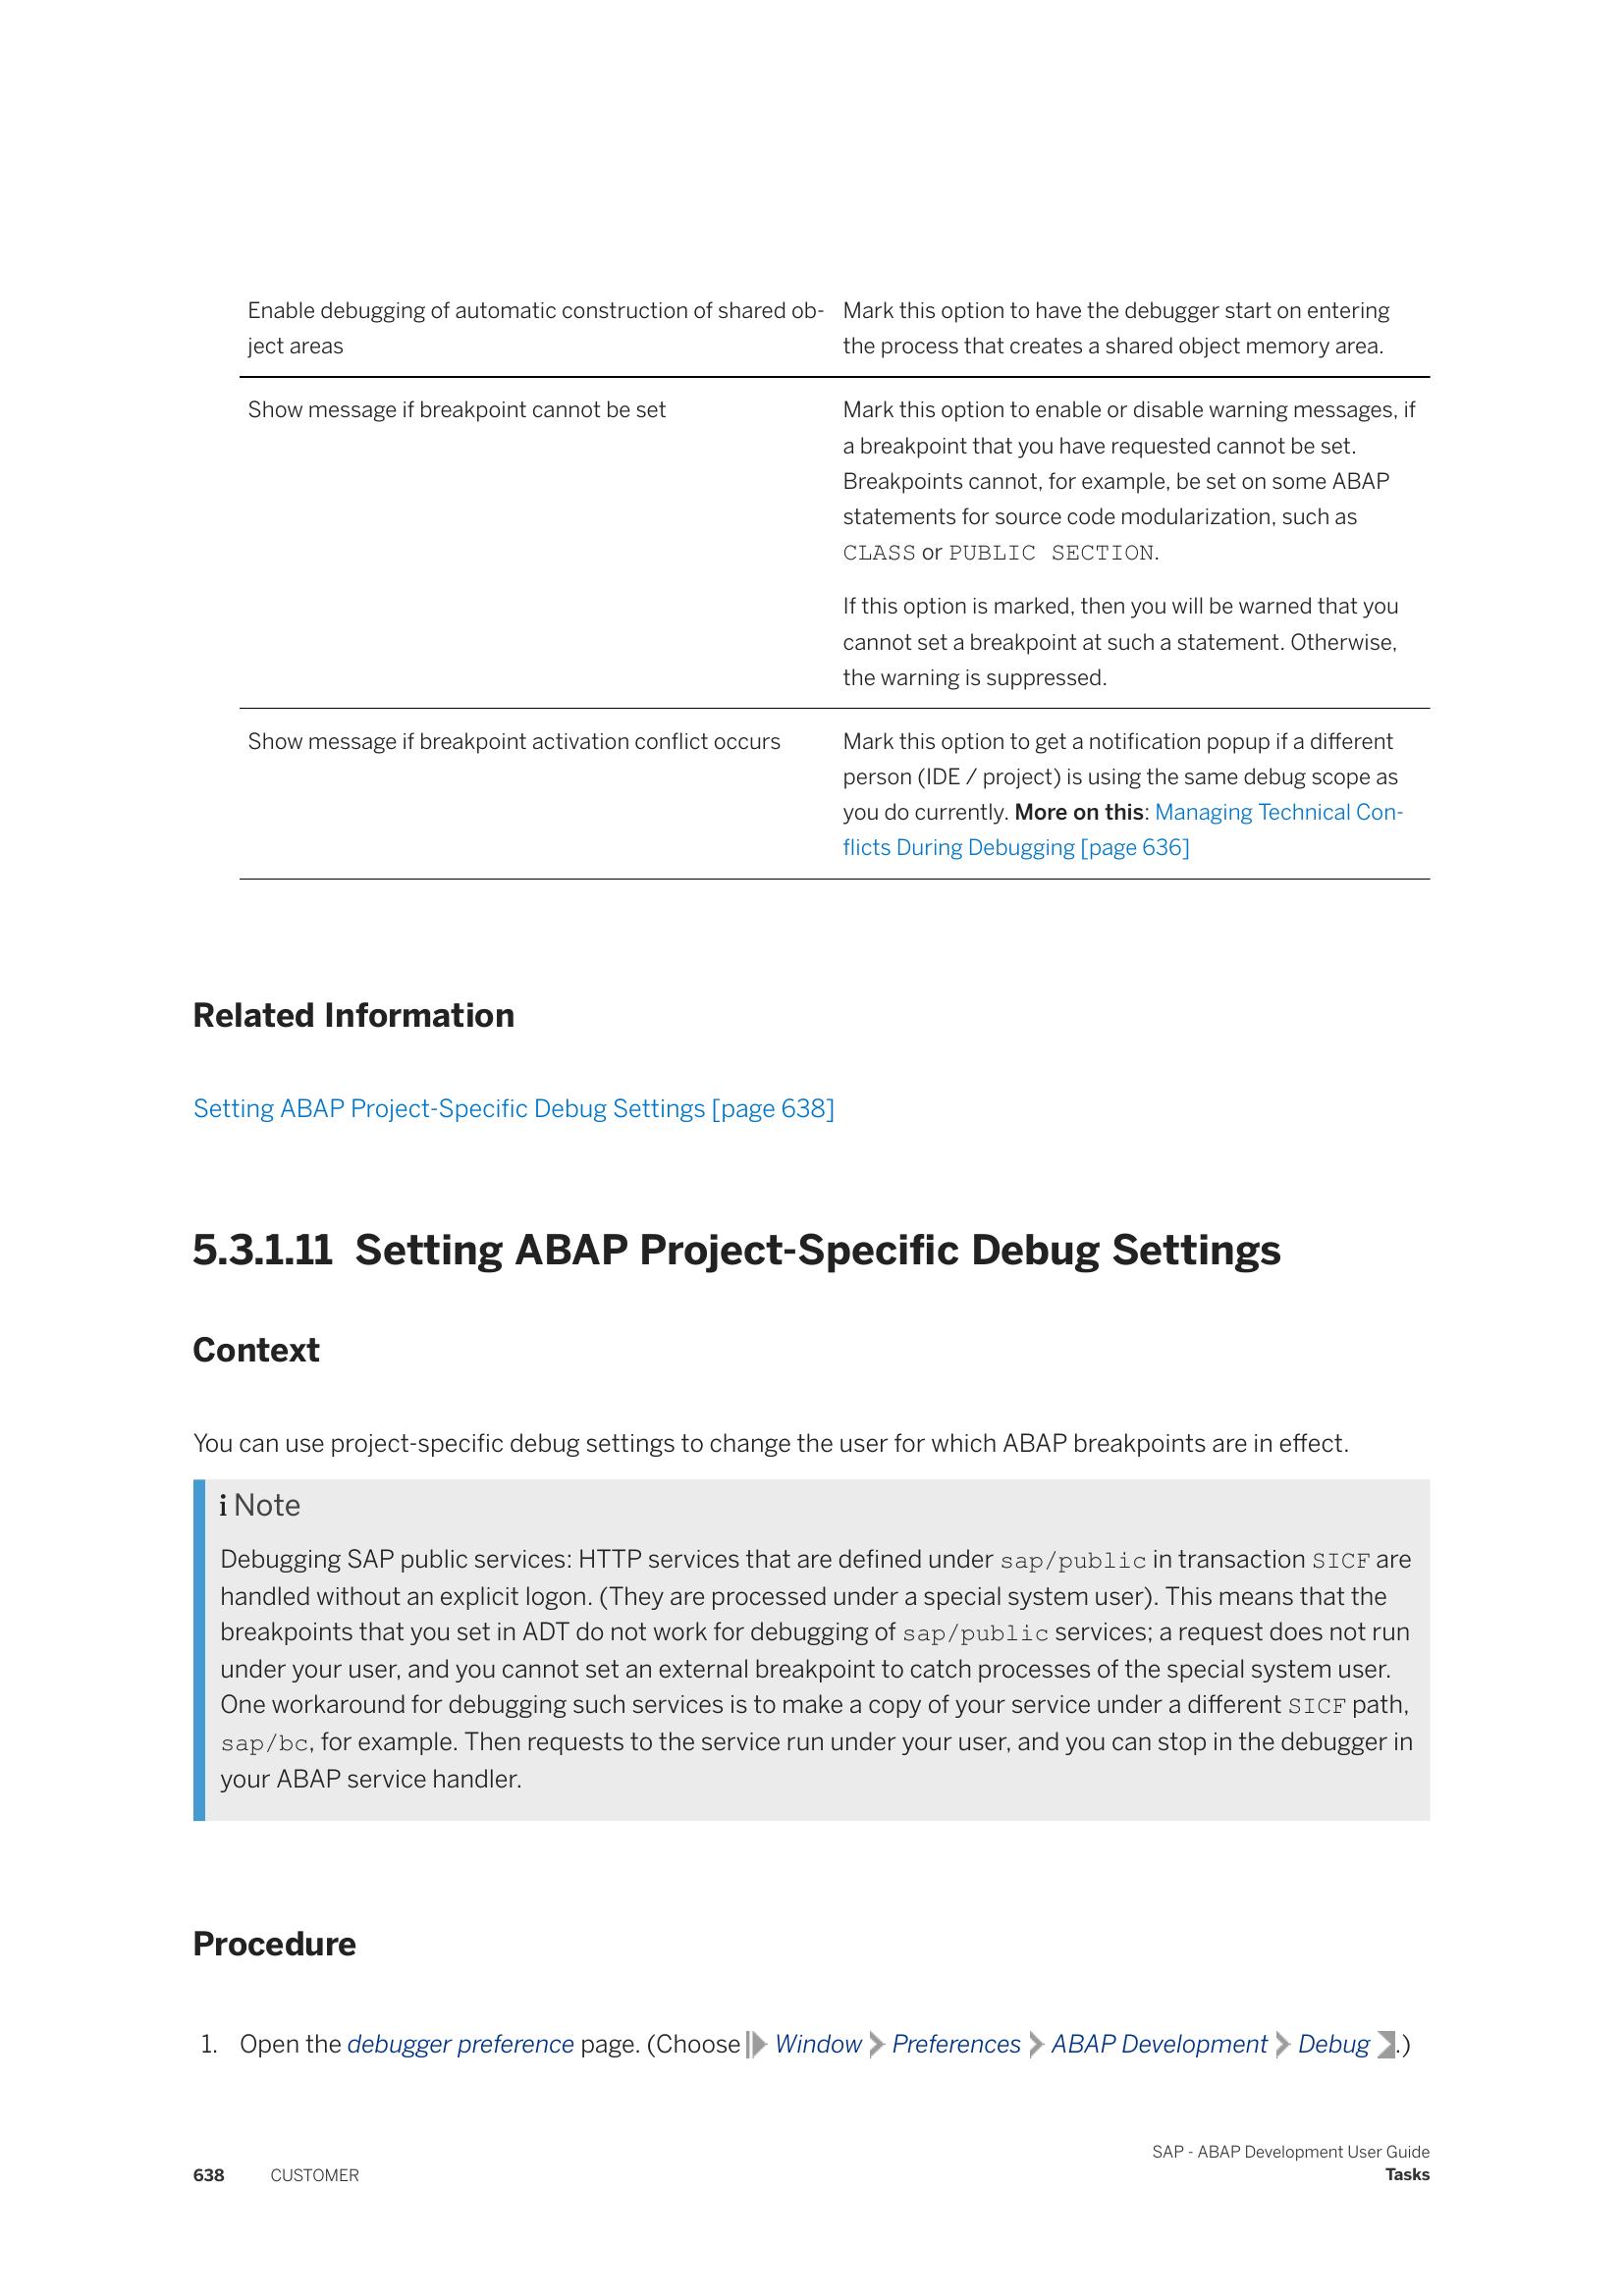 Enable debugging of automatic construction of shared ob-
ject areas
Mark this option to have the debugger start on entering
the process that creates a shared object memory area.
Show message if breakpoint cannot be set
Mark this option to enable or disable warning messages, if
a breakpoint that you have requested cannot be set.
Breakpoints cannot, for example, be set on some ABAP
statements for source code modularization, such as
CLASS or PUBLIC SECTION.
If this option is marked, then you will be warned that you
cannot set a breakpoint at such a statement. Otherwise,
the warning is suppressed.
Show message if breakpoint activation conflict occurs
Mark this option to get a notification popup if a different
person (IDE / project) is using the same debug scope as
you do currently. More on this: Managing Technical Con-
flicts During Debugging [page 636]
Related Information
Setting ABAP Project-Specific Debug Settings [page 638]
5.3.1.11 Setting ABAP Project-Specific Debug Settings
Context
You can use project-specific debug settings to change the user for which ABAP breakpoints are in effect.
i Note
Debugging SAP public services: HTTP services that are defined under sap/public in transaction SICF are
handled without an explicit logon. (They are processed under a special system user). This means that the
breakpoints that you set in ADT do not work for debugging of sap/public services; a request does not run
under your user, and you cannot set an external breakpoint to catch processes of the special system user.
One workaround for debugging such services is to make a copy of your service under a different SICF path,
sap/bc, for example. Then requests to the service run under your user, and you can stop in the debugger in
your ABAP service handler.
Procedure
1. Open the debugger preference page. (Choose Window Preferences ABAP Development Debug .)
SAP - ABAP Development User Guide
638 CUSTOMER Tasks